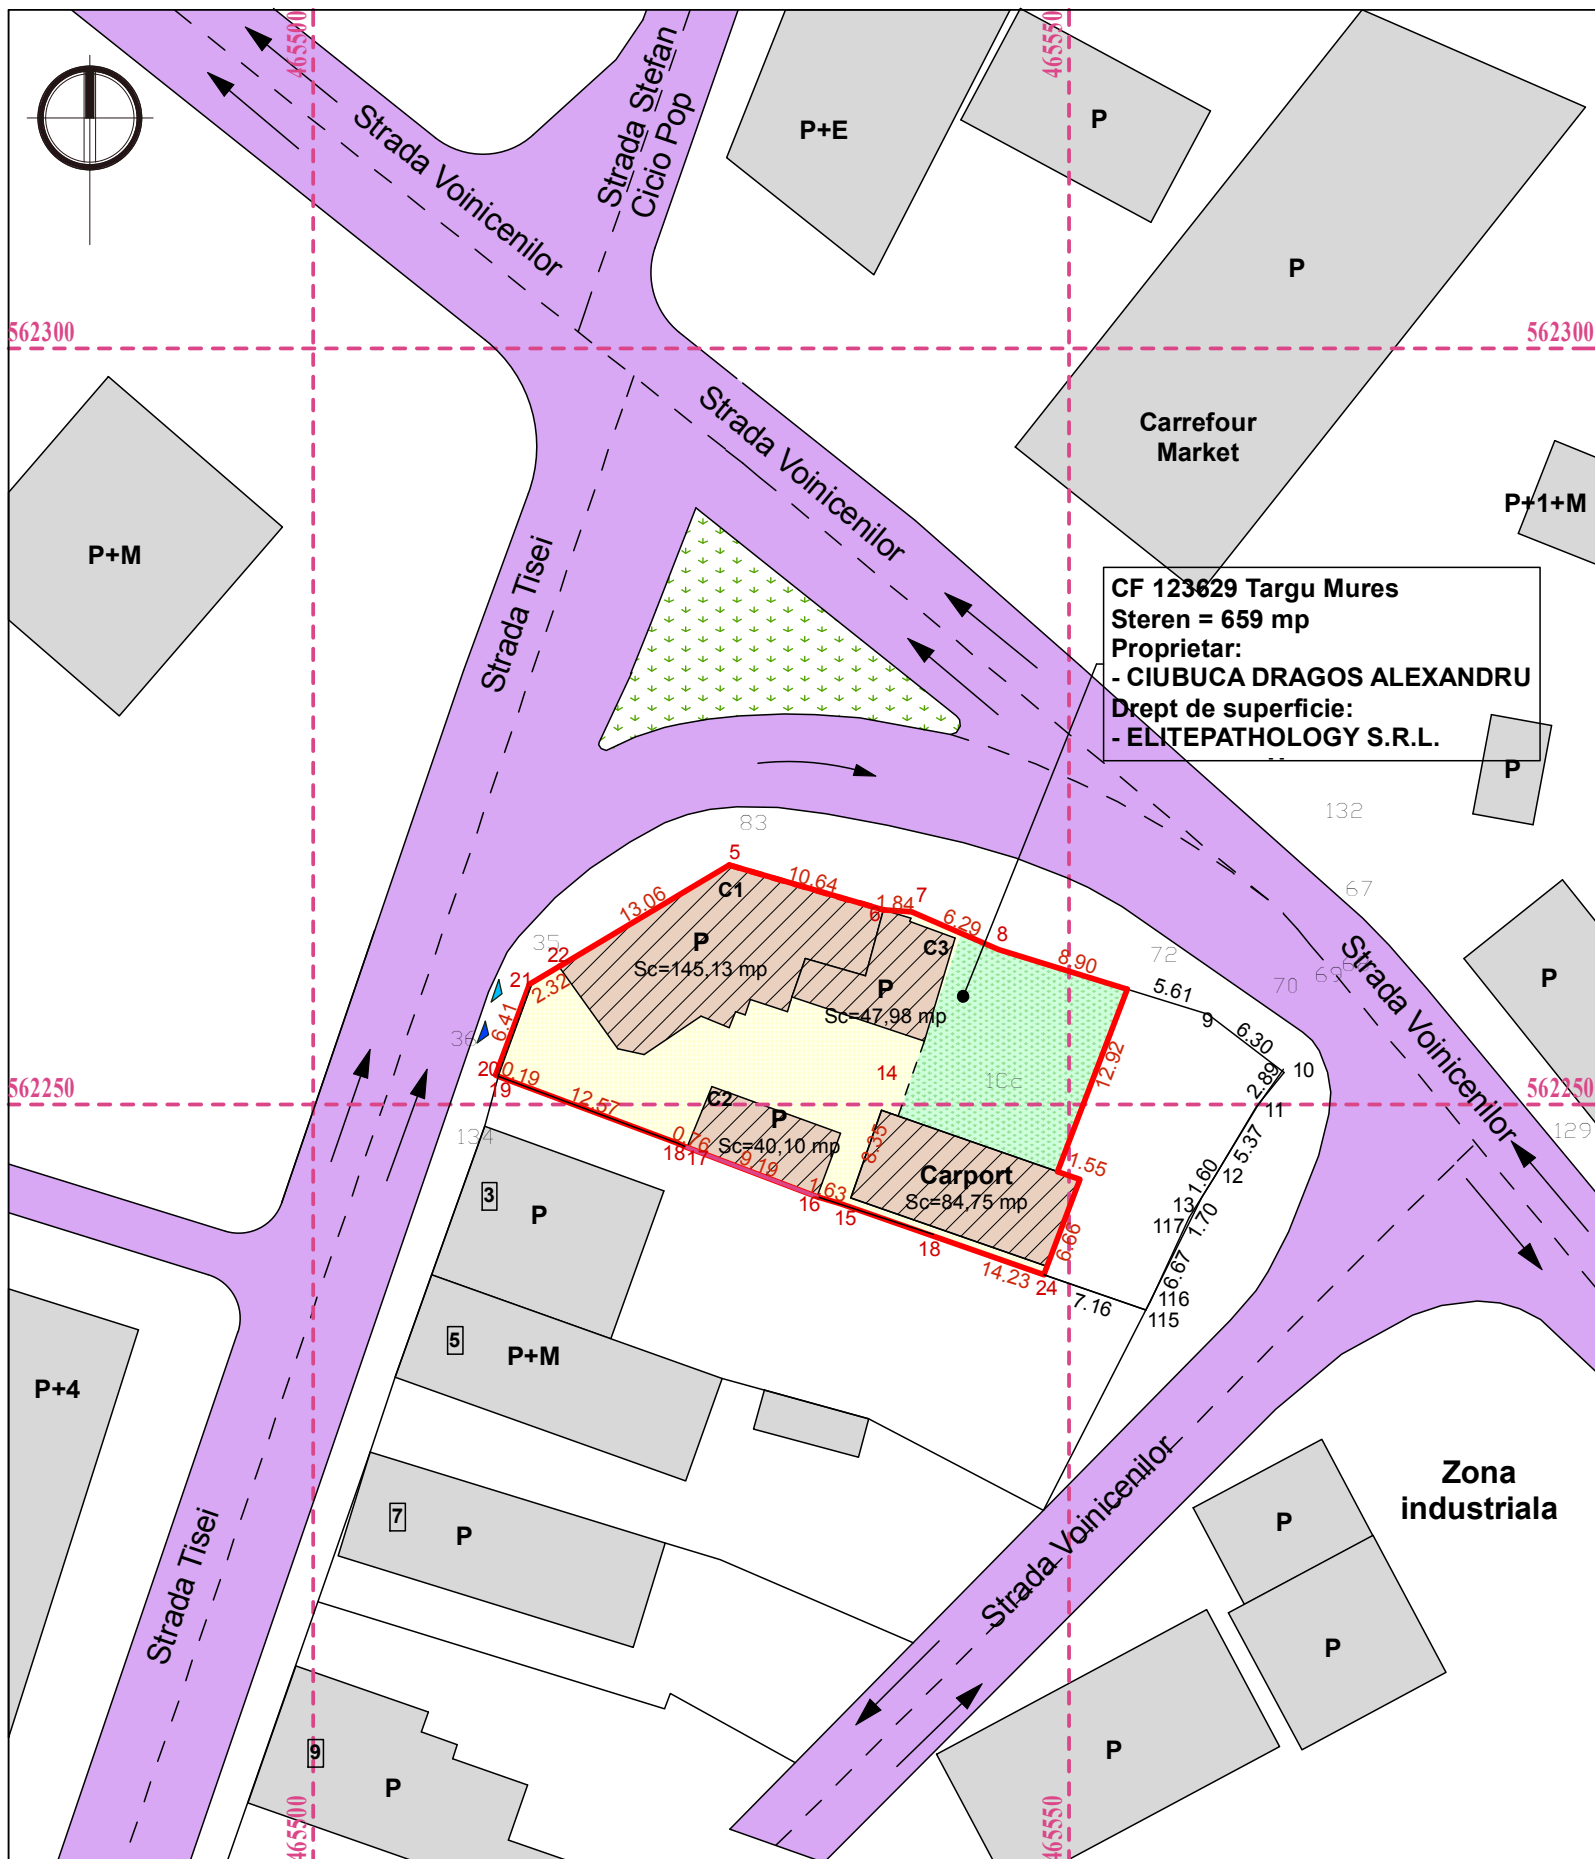 465500
465550
Strada Stefan
Cicio Pop
Strada Voinicenilor
P+E
P
P
562300
562300
Strada Voinicenilor
Carrefour
Market
P+1+M
P+M
Strada Tisei
CF 123629 Targu Mures
Steren = 659 mp
Proprietar:
- CIUBUCA DRAGOS ALEXANDRU
Drept de superficie:
- ELITEPATHOLOGY S.R.L.
P
132
83
5
10.64
C1
13.06
1.84
7
6
6.29
8
C3
67
35
22
P
Sc=145,13 mp
8.90
72
69
70
Strada Voinicenilor
P
21
2.32
P
Sc=47,98 mp
5.61
9
6.41
36
6.30
12.92
20
0.19
19
14
1Cc
2.89
10
562250
562250
12.57
C2
P
Sc=40,10 mp
11
134
129
0.76
18
17
9.19
8.35
5.37
Carport
Sc=84,75 mp
1.55
1.60
12
3
P
1.63
16
15
13
117
1.70
18
6.66
14.23
24
6.67
7.16
116
115
5
P+M
P+4
Zona
industriala
Strada Voinicenilor
7
P
P
Strada Tisei
P
9
P
P
465500
465550